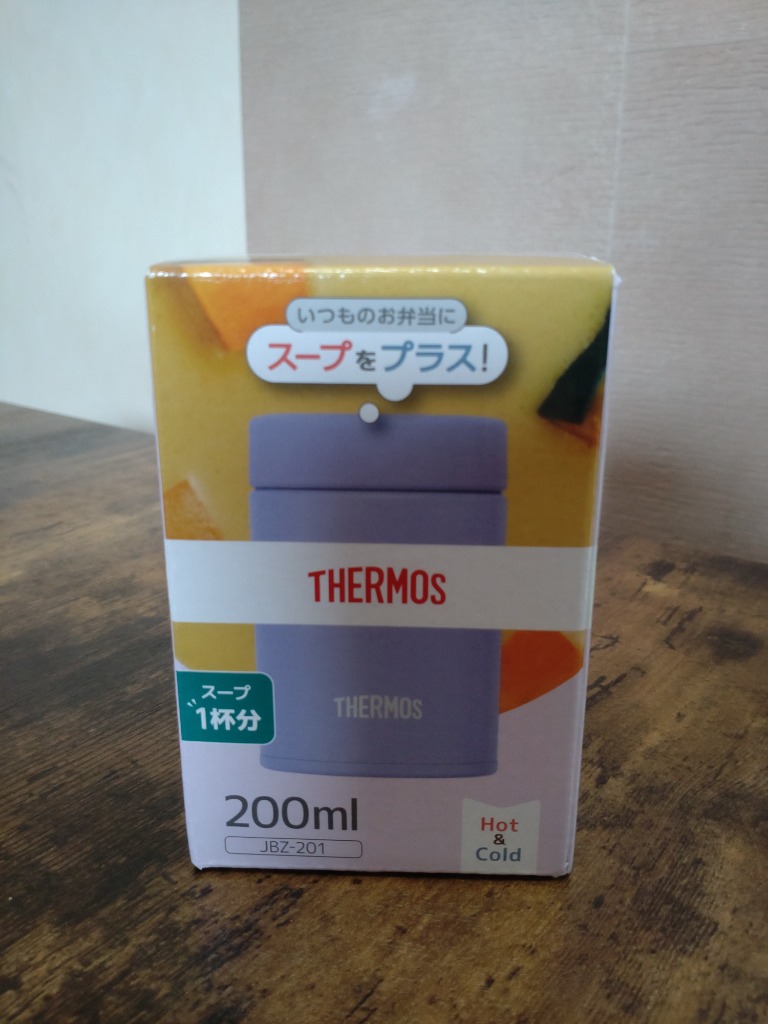 いつものお弁当に
スープをプラス!
THERMOS
THERMOS
スープ
1杯分
200ml
JBZ-201
Hot
&
Cold